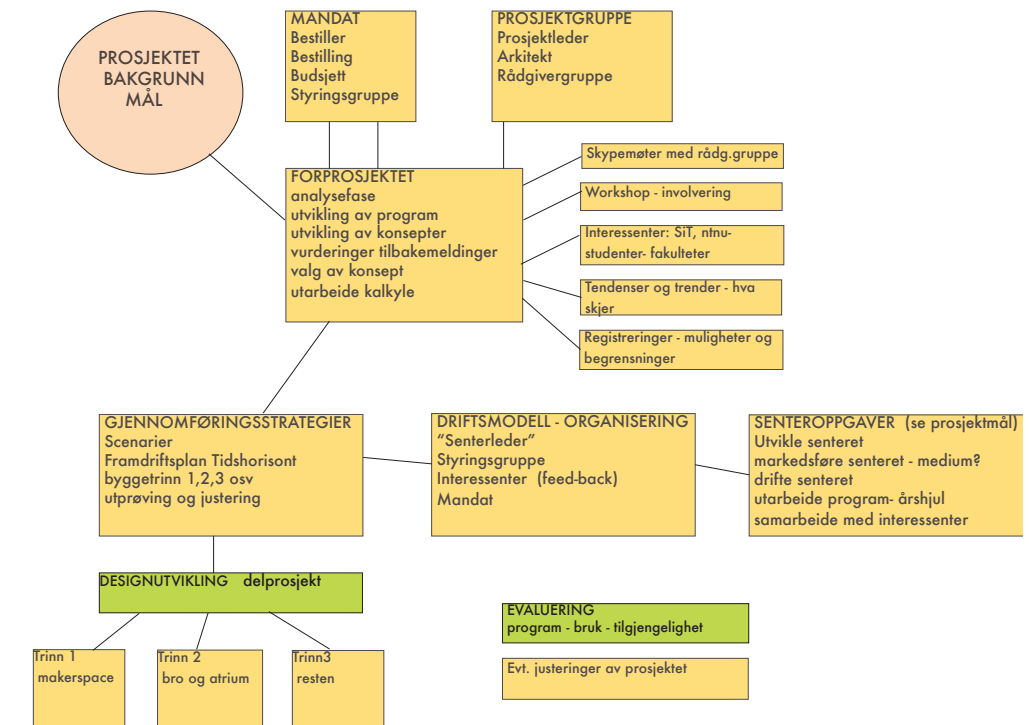 PROSJEKTET
BAKGRUNN
MÅL
MANDAT
Bestiller
Bestilling
Budsjett
Styringsgruppe
PROSJEKTGRUPPE
Prosjektleder
Arkitekt
Rådgivergruppe
FORPROSJEKTET
analysefase
utvikling av program
utvikling av konsepter
vurderinger tilbakemeldinger
valg av konsept
utarbeide kalkyle
Skypemøter med rådg.gruppe
Workshop - involvering
Interessenter: SiT, ntnu-
studenter- fakulteter
Tendenser og trender - hva
skjer
Registreringer - muligheter og
begrensninger
GJENNOMFØRINGSSTRATEGIER
Scenarier
Framdriftsplan Tidshorisont
byggetrinn 1,2,3 osv
utprøving og justering
DRIFTSMODELL - ORGANISERING
“Senterleder”
Styringsgruppe
Interessenter (feed-back)
Mandat
SENTEROPPGAVER (se prosjektmål)
Utvikle senteret
markedsføre senteret - medium?
drifte senteret
utarbeide program- årshjul
samarbeide med interessenter
DESIGNUTVIKLING delprosjekt
Trinn 1
makerspace
Trinn 2
bro og atrium
Trinn3
resten
EVALUERING
program - bruk - tilgjengelighet
Evt. justeringer av prosjektet